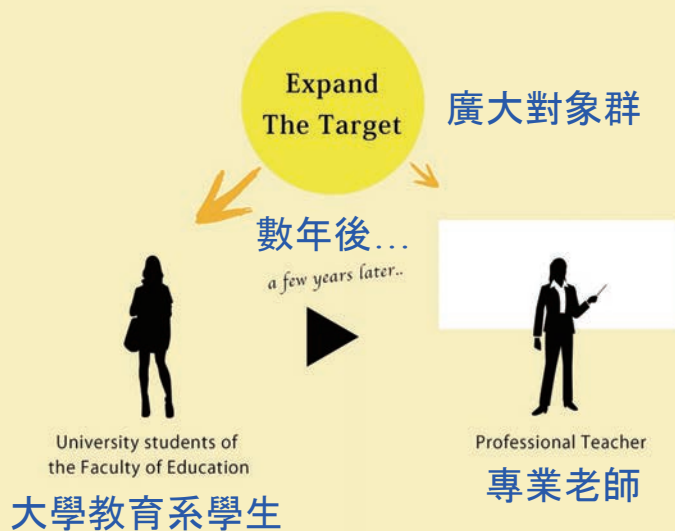 Expand
The Target
廣大對象群
數年後...
a few years later..
University students of
the Faculty of Education
大學教育系學生
Professional Teacher
專業老師